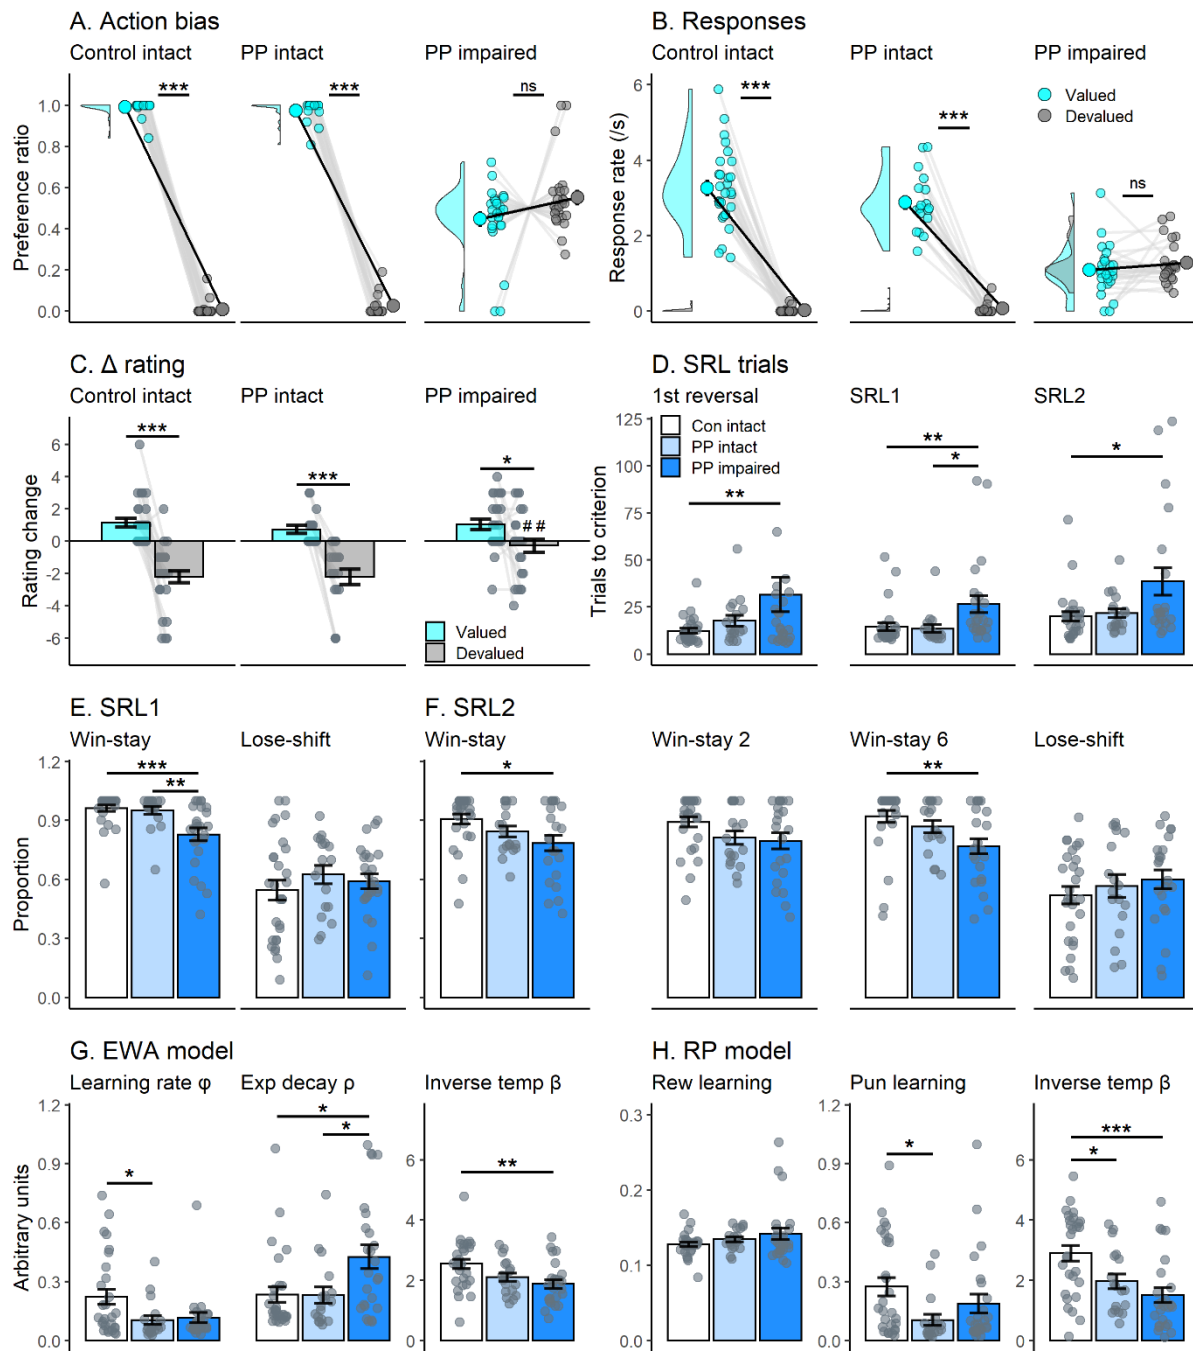 A. Action bias
Control intact
PP intact
PP impaired
Preference ratio
1.0
0.8
0.6
0.4
0.2
0.0
***
***
ns
B. Responses
Control intact
PP intact
PP impaired
Response rate (/s)
6
4
2
0
***
***
ns
Valued
Devalued
C. Δ rating
Control intact
PP intact
PP impaired
Rating change
6
4
2
0
-2
-4
-6
***
***
*
##
Valued
Devalued
D. SRL trials
1st reversal
SRL1
SRL2
Trials to criterion
125
100
75
50
25
0
Con intact
PP intact
PP impaired
**
**
*
*
E. SRL1
Win-stay
Lose-shift
Proportion
1.2
0.9
0.6
0.3
0.0
***
**
F. SRL2
Win-stay
Win-stay 2
Win-stay 6
Lose-shift
*
**
G. EWA model
Learning rate φ
Exp decay ρ
Inverse temp β
Arbitrary units
1.2
0.9
0.6
0.3
0.0
*
*
*
6
4
2
0
**
H. RP model
Rew learning
Pun learning
Inverse temp β
0.3
0.2
0.1
0.0
1.2
0.9
0.6
0.3
0.0
*
6
4
2
0
***
*